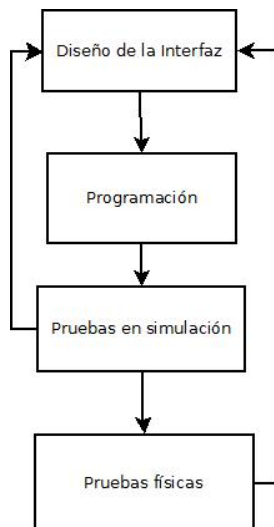 Diseño de la Interfaz
Programación
Pruebas en simulación
Pruebas físicas